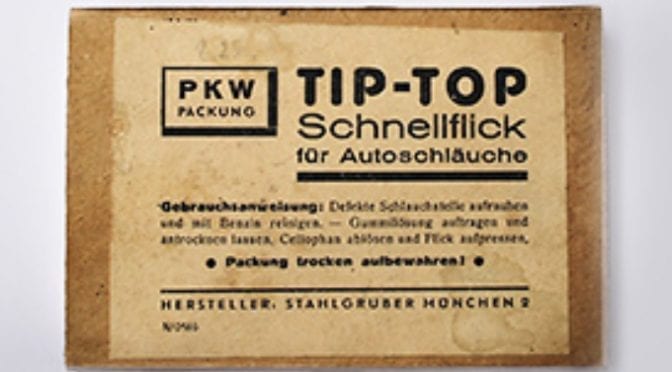 PKW
PACKUNG
TIP-TOP
Schnellflick
für Autoschläuche
Gebrauchsanweisung: Defekte Schlauchstelle aufrauhen
und mit Benzin reinigen. — Gummilösung auftragen und
antrocknen lassen, Cellophan ablösen und Flick aufpressen.
● Packung trocken aufbewahren! ●
HERSTELLER: STAHLGRUBER MÜNCHEN 2